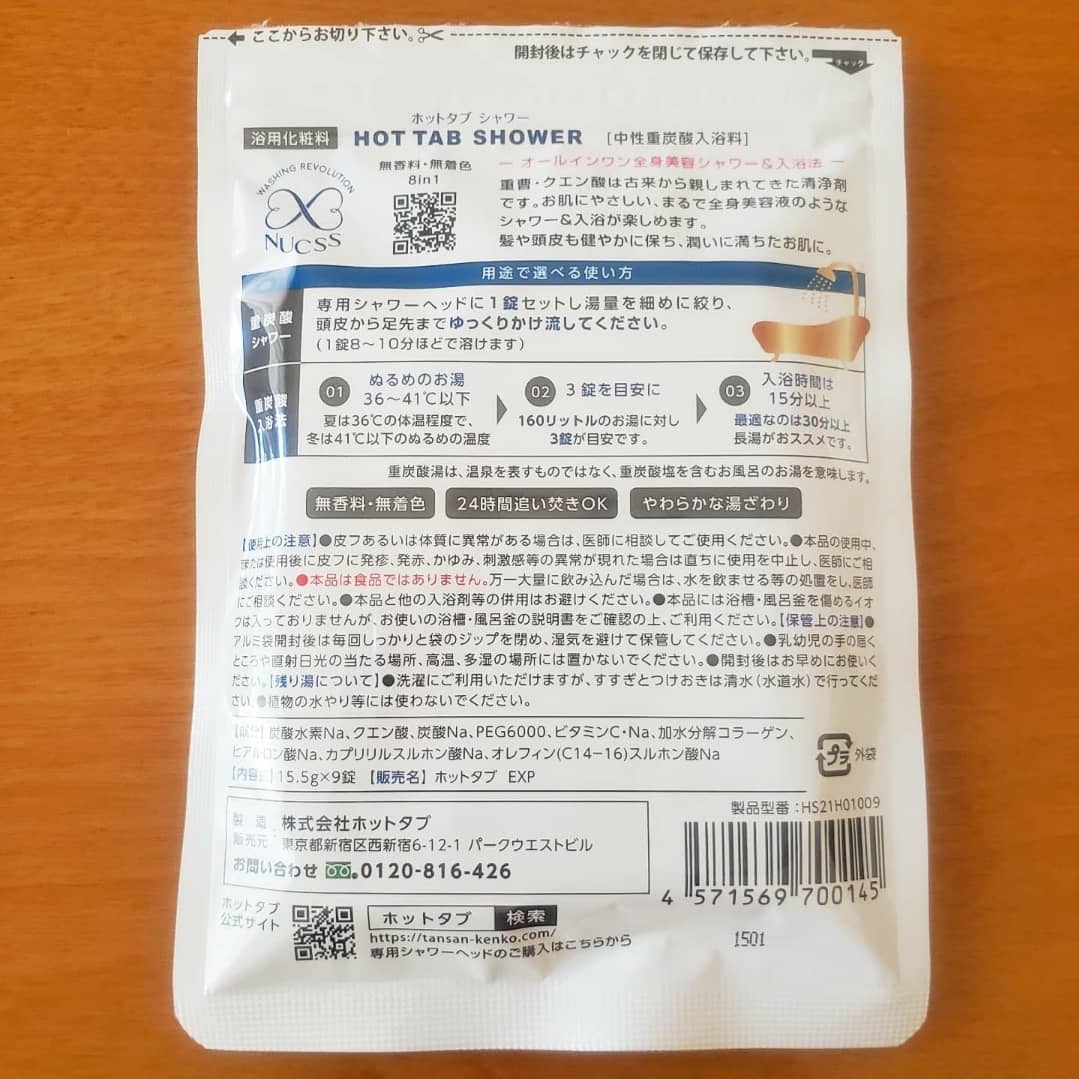 ここからお切り下さい。
開封後はチャックを閉じて保存して下さい。
チャック
ホットタブ シャワー
浴用化粧料 HOT TAB SHOWER [中性重炭酸入浴料]
WASHING REVOLUTION
NUCSS
無香料・無着色
8in1
― オールインワン全身美容シャワー&入浴法 ―
重曹・クエン酸は古来から親しまれてきた清浄剤
です。お肌にやさしい、まるで全身美容液のような
シャワー&入浴が楽しめます。
髪や頭皮も健やかに保ち、潤いに満ちたお肌に。
用途で選べる使い方
重炭酸
シャワー
専用シャワーヘッドに1錠セットし湯量を細めに絞り、
頭皮から足先までゆっくりかけ流してください。
(1錠8〜10分ほどで溶けます)
重炭酸
入浴法
01 ぬるめのお湯
36〜41℃以下
夏は36℃の体温程度で、
冬は41℃以下のぬるめの温度
02 3錠を目安に
160リットルのお湯に対し
3錠が目安です。
03 入浴時間は
15分以上
最適なのは30分以上
長湯がおススメです。
重炭酸湯は、温泉を表すものではなく、重炭酸塩を含むお風呂のお湯を意味します。
無香料・無着色 24時間追い焚きOK やわらかな湯ざわり
【使用上の注意】●皮フあるいは体質に異常がある場合は、医師に相談してご使用ください。●本品の使用中、
または使用後に皮フに発疹、発赤、かゆみ、刺激感等の異常が現れた場合は直ちに使用を中止し、医師にご相
談ください。●本品は食品ではありません。万一大量に飲み込んだ場合は、水を飲ませる等の処置をし、医師
にご相談ください。●本品と他の入浴剤等の併用はお避けください。●本品には浴槽・風呂釜を傷めるイオ
ウは入っておりませんが、お使いの浴槽・風呂釜の説明書をご確認の上、ご利用ください。【保管上の注意】●
アルミ袋開封後は毎回しっかりと袋のジップを閉め、湿気を避けて保管してください。●乳幼児の手の届く
ところや直射日光の当たる場所、高温、多湿の場所には置かないでください。●開封後はお早めにお使いく
ださい。【残り湯について】●洗濯にご利用いただけますが、すすぎとつけおきは清水(水道水)で行ってくだ
さい。●植物の水やり等には使わないでください。
【成分】炭酸水素Na、クエン酸、炭酸Na、PEG6000、ビタミンC・Na、加水分解コラーゲン、
ヒアルロン酸Na、カプリリルスルホン酸Na、オレフィン(C14−16)スルホン酸Na
【内容量】15.5g×9錠 【販売名】ホットタブ EXP
プラ 外袋
製造
販売元 : 株式会社ホットタブ
東京都新宿区西新宿6-12-1 パークウエストビル
お問い合わせ 0120-816-426
製品型番:HS21H01009
4 571569 700145
ホットタブ
公式サイト
ホットタブ 検索
https://tansan-kenko.com/
専用シャワーヘッドのご購入はこちらから
1501